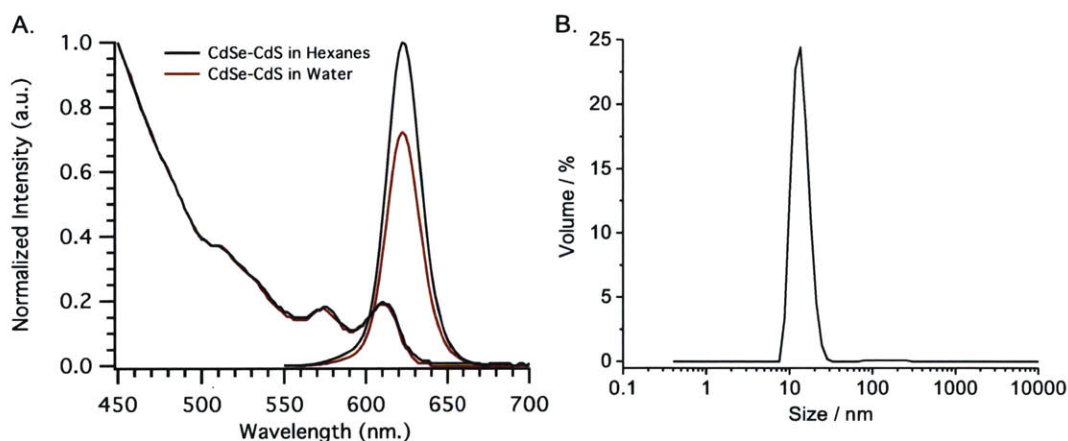 A.
Normalized Intensity (a.u.)
1.0
0.8
0.6
0.4
0.2
0.0
CdSe-CdS in Hexanes
CdSe-CdS in Water
450 500 550 600 650 700
Wavelength (nm.)
B.
Volume / %
25
20
15
10
5
0
0.1 1 10 100 1000 10000
Size / nm